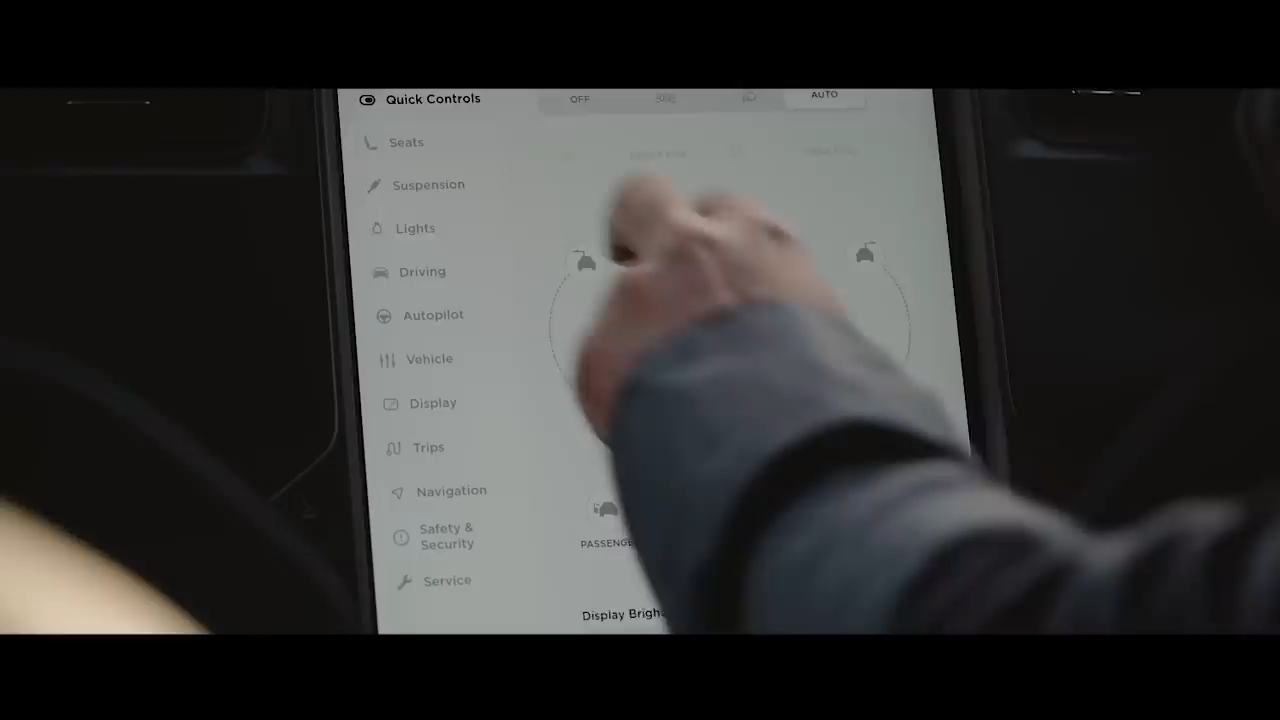 Quick Controls
OFF
AUTO
Seats
Suspension
Lights
Driving
Autopilot
Vehicle
Display
Trips
Navigation
Safety &
Security
Service
PASSENGE
Display Brigh